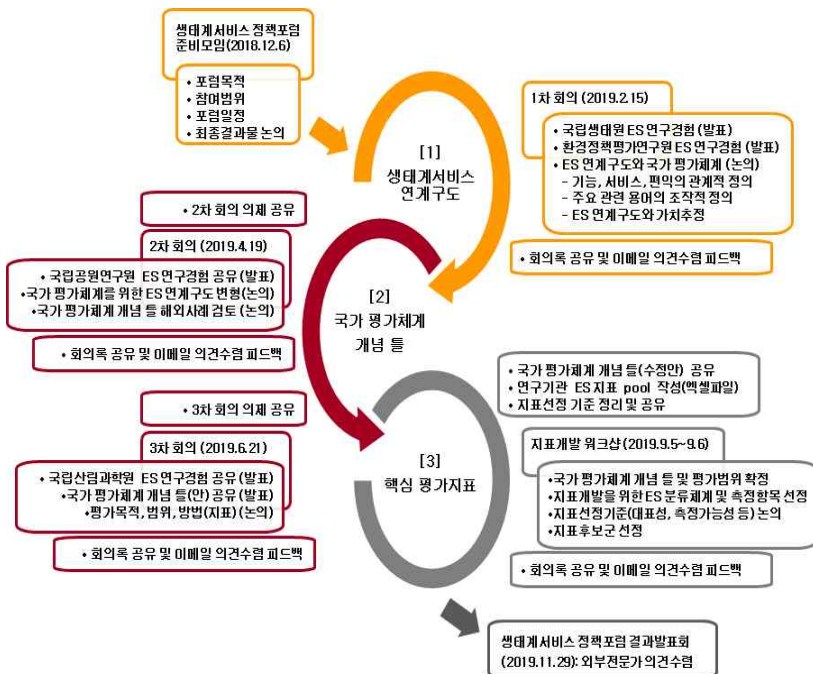 생태계서비스 정책포럼
준비모임(2018.12.6)
• 포럼목적
• 참여범위
• 포럼일정
• 최종결과물 논의
[1]
생태계서비스
연계구도
1차 회의 (2019.2.15)
• 국립생태원 ES 연구경험 (발표)
• 환경정책평가연구원 ES 연구경험 (발표)
• ES 연계구도와 국가 평가체계 (논의)
- 기능, 서비스, 편익의 관계적 정의
- 주요 관련 용어의 조작적 정의
- ES 연계구도와 가치추정
• 회의록 공유 및 이메일 의견수렴 피드백
• 2차 회의 의제 공유
2차 회의 (2019.4.19)
• 국립공원연구원 ES 연구경험 공유 (발표)
•국가 평가체계를 위한 ES 연계구도 변형(논의)
•국가 평가체계 개념 틀 해외사례 검토 (논의)
• 회의록 공유 및 이메일 의견수렴 피드백
[2]
국가 평가체계
개념 틀
• 3차 회의 의제 공유
3차 회의 (2019.6.21)
• 국립산림과학원 ES 연구경험 공유 (발표)
•국가 평가체계 개념 틀(안) 공유 (발표)
•평가목적, 범위, 방법(지표) (논의)
• 회의록 공유 및 이메일 의견수렴 피드백
[3]
핵심 평가지표
• 국가 평가체계 개념 틀(수정안) 공유
• 연구기관 ES 지표 pool 작성(엑셀파일)
• 지표선정 기준 정리 및 공유
지표개발 워크샵 (2019.9.5~9.6)
•국가 평가체계 개념 틀 및 평가범위 확정
•지표개발을 위한 ES 분류체계 및 측정항목 선정
•지표선정기준(대표성, 측정가능성 등) 논의
•지표후보군 선정
• 회의록 공유 및 이메일 의견수렴 피드백
생태계서비스 정책포럼 결과발표회
(2019.11.29): 외부전문가 의견수렴